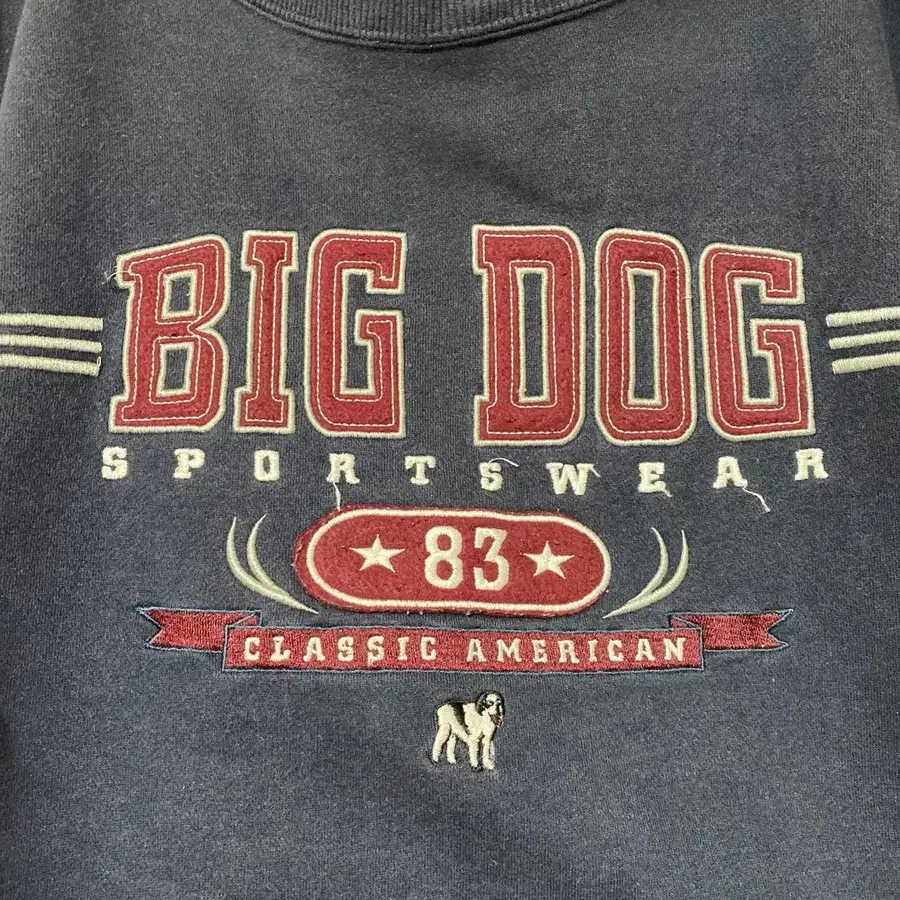 BIG DOG
SPORTSWEAR
83
CLASSIC AMERICAN